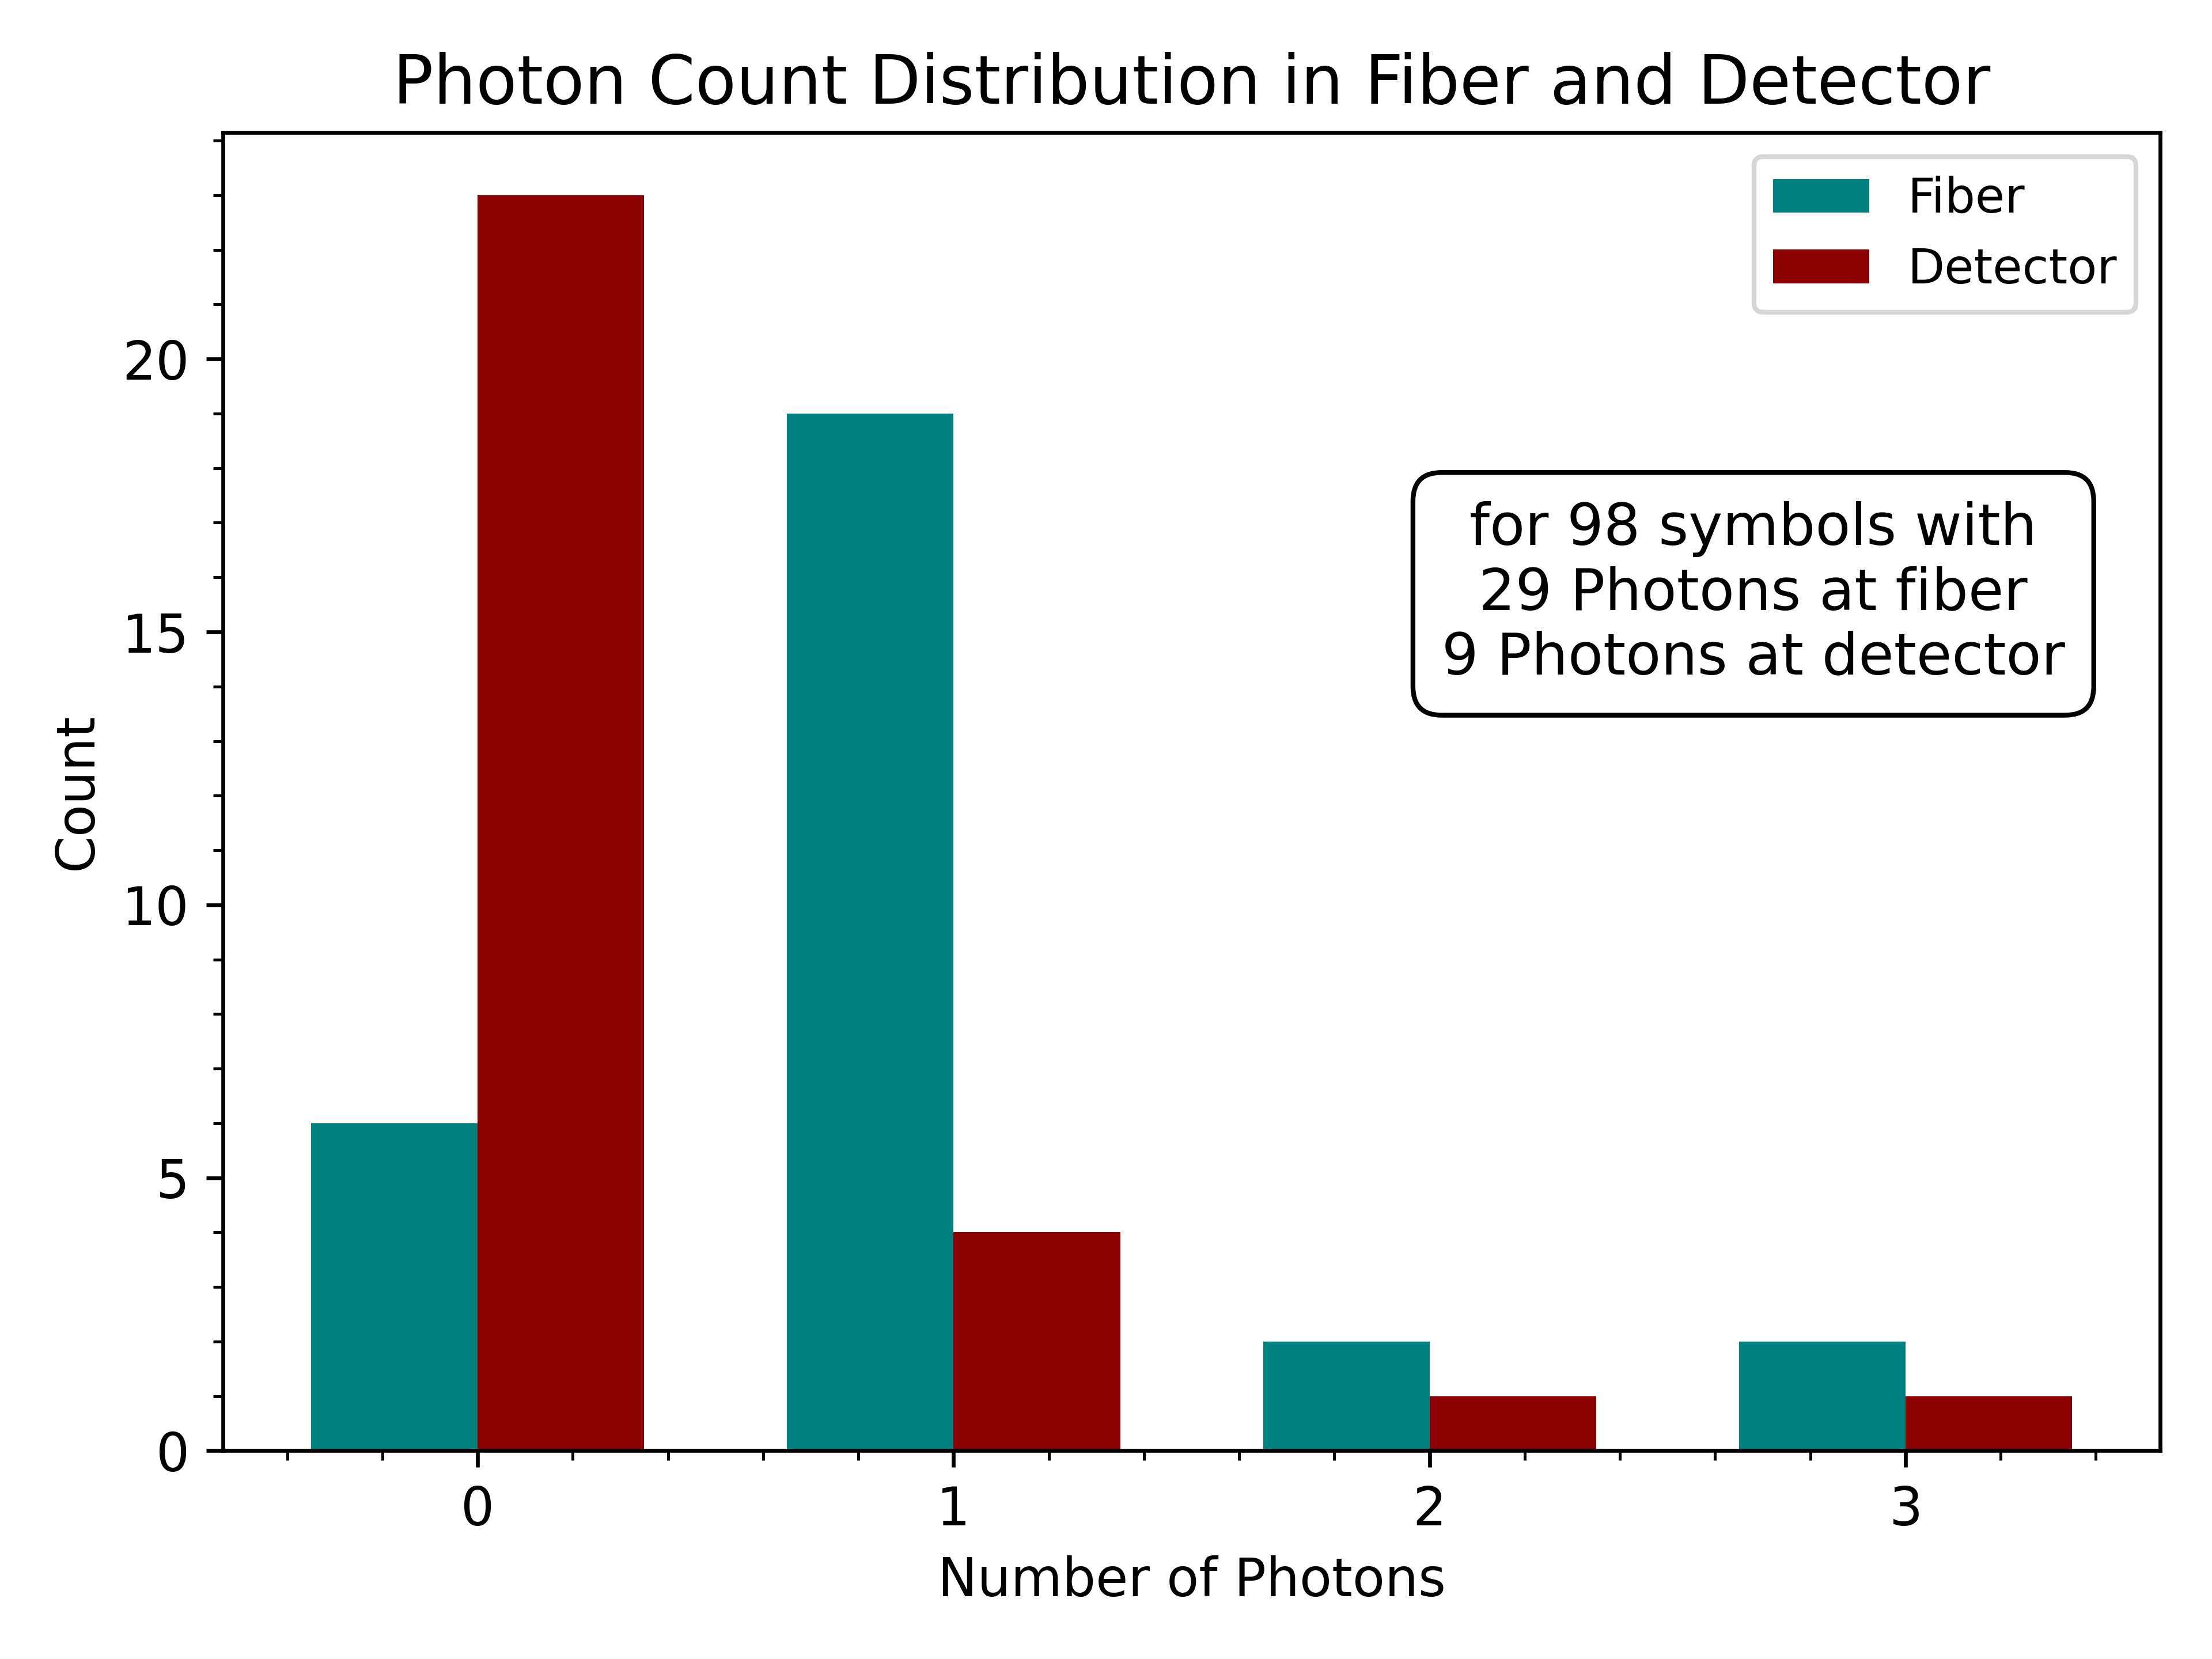 Photon Count Distribution in Fiber and Detector
Fiber
Detector
for 98 symbols with
29 Photons at fiber
9 Photons at detector
Count
20
15
10
5
0
0 1 2 3
Number of Photons